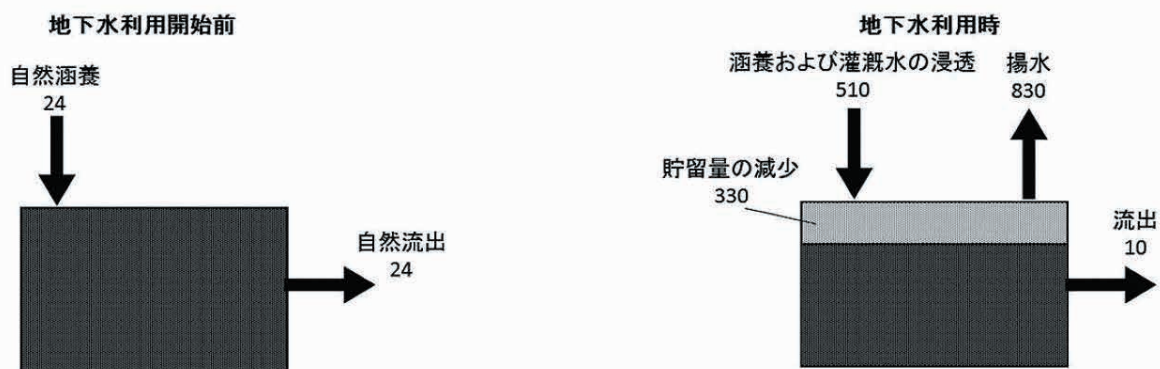 地下水利用開始前
自然涵養
24
自然流出
24
地下水利用時
涵養および灌漑水の浸透
510
揚水
830
貯留量の減少
330
流出
10